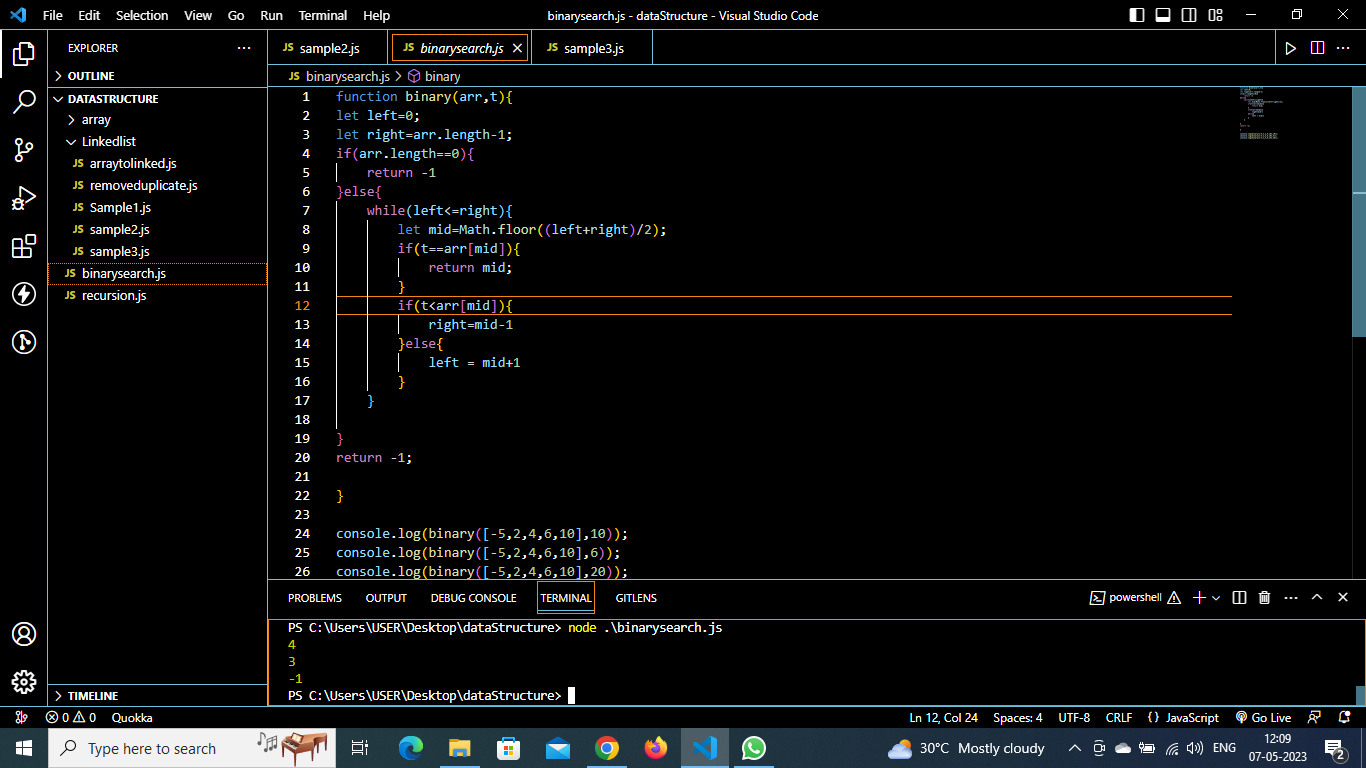 File Edit Selection View Go Run Terminal Help binarysearch.js - dataStructure - Visual Studio Code
EXPLORER
OUTLINE
DATASTRUCTURE
array
Linkedlist
JS arraytolinked.js
JS removeduplicate.js
JS Sample1.js
JS sample2.js
JS sample3.js
JS binarysearch.js
JS recursion.js
TIMELINE
JS sample2.js JS binarysearch.js JS sample3.js
JS binarysearch.js > binary
1 function binary(arr,t){
2 let left=0;
3 let right=arr.length-1;
4 if(arr.length==0){
5 return -1
6 }else{
7 while(left<=right){
8 let mid=Math.floor((left+right)/2);
9 if(t==arr[mid]){
10 return mid;
11 }
12 if(t<arr[mid]){
13 right=mid-1
14 }else{
15 left = mid+1
16 }
17 }
18
19 }
20 return -1;
21
22 }
23
24 console.log(binary([-5,2,4,6,10],10));
25 console.log(binary([-5,2,4,6,10],6));
26 console.log(binary([-5,2,4,6,10],20));
PROBLEMS OUTPUT DEBUG CONSOLE TERMINAL GITLENS powershell
PS C:\Users\USER\Desktop\dataStructure> node .\binarysearch.js
4
3
-1
PS C:\Users\USER\Desktop\dataStructure>
0 0 Quokka Ln 12, Col 24 Spaces: 4 UTF-8 CRLF {} JavaScript Go Live
Type here to search 30°C Mostly cloudy ENG 12:09
07-05-2023 2